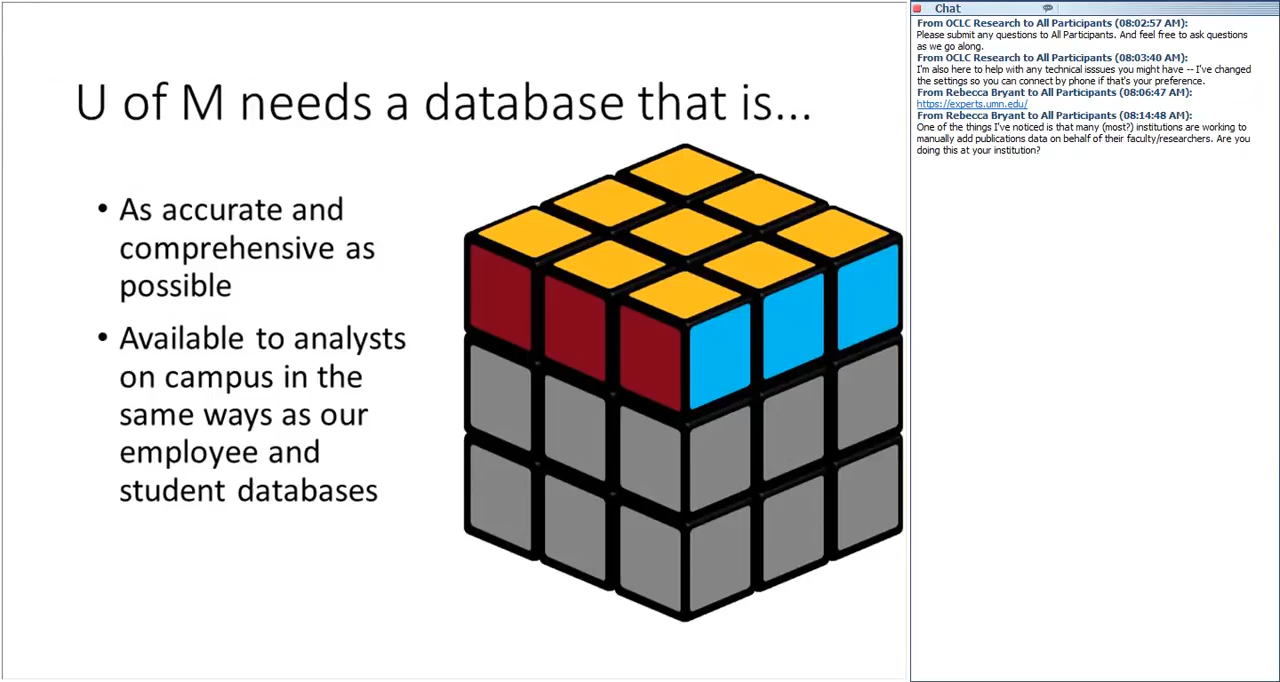 U of M needs a database that is...
• As accurate and
comprehensive as
possible
• Available to analysts
on campus in the
same ways as our
employee and
student databases
Chat
From OCLC Research to All Participants (08:02:57 AM):
Please submit any questions to All Participants. And feel free to ask questions
as we go along.
From OCLC Research to All Participants (08:03:40 AM):
I'm also here to help with any technical isssues you might have -- I've changed
the settings so you can connect by phone if that's your preference.
From Rebecca Bryant to All Participants (08:06:47 AM):
https://experts.umn.edu/
From Rebecca Bryant to All Participants (08:14:48 AM):
One of the things I've noticed is that many (most?) institutions are working to
manually add publications data on behalf of their faculty/researchers. Are you
doing this at your institution?